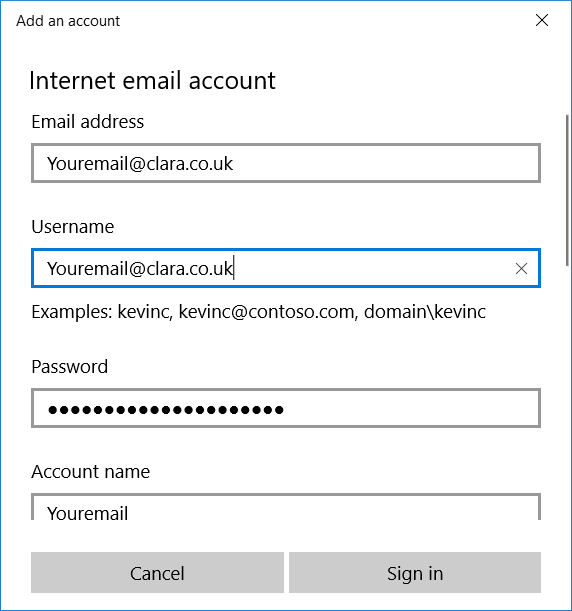 Add an account
Internet email account
Email address
Youremail@clara.co.uk
Username
Youremail@clara.co.uk
Examples: kevinc, kevinc@contoso.com, domain\kevinc
Password
●●●●●●●●●●●●●●●●●●●●●
Account name
Youremail
Cancel
Sign in